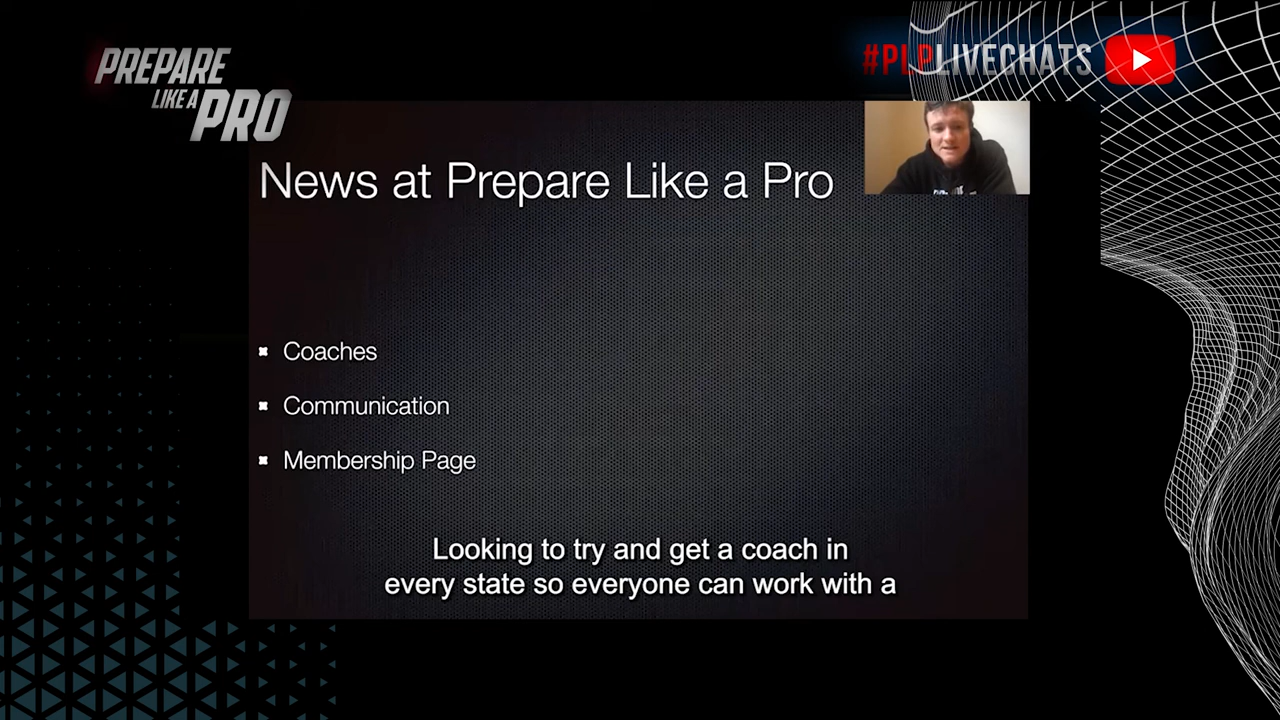 PREPARE
LIKE A
PRO
#PLPLIVECHATS
News at Prepare Like a Pro
Coaches
Communication
Membership Page
Looking to try and get a coach in
every state so everyone can work with a